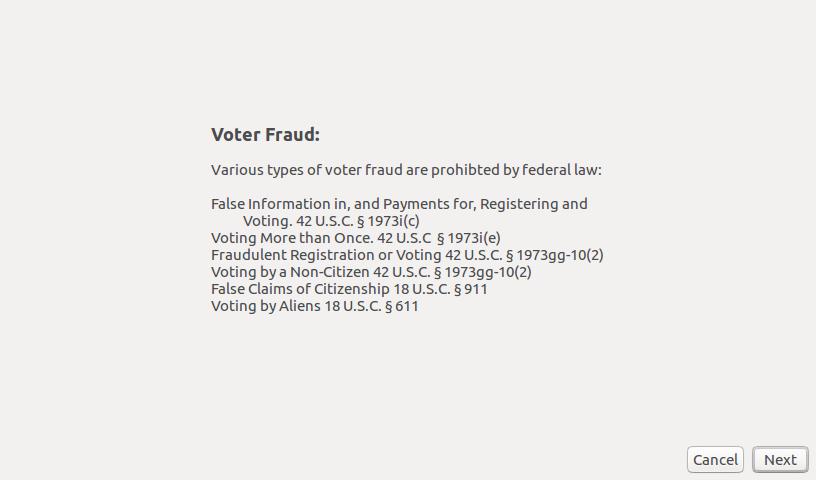 Voter Fraud:
Various types of voter fraud are prohibted by federal law:
False Information in, and Payments for, Registering and
Voting. 42 U.S.C. § 1973i(c)
Voting More than Once. 42 U.S.C § 1973i(e)
Fraudulent Registration or Voting 42 U.S.C. § 1973gg-10(2)
Voting by a Non-Citizen 42 U.S.C. § 1973gg-10(2)
False Claims of Citizenship 18 U.S.C. § 911
Voting by Aliens 18 U.S.C. § 611
Cancel Next